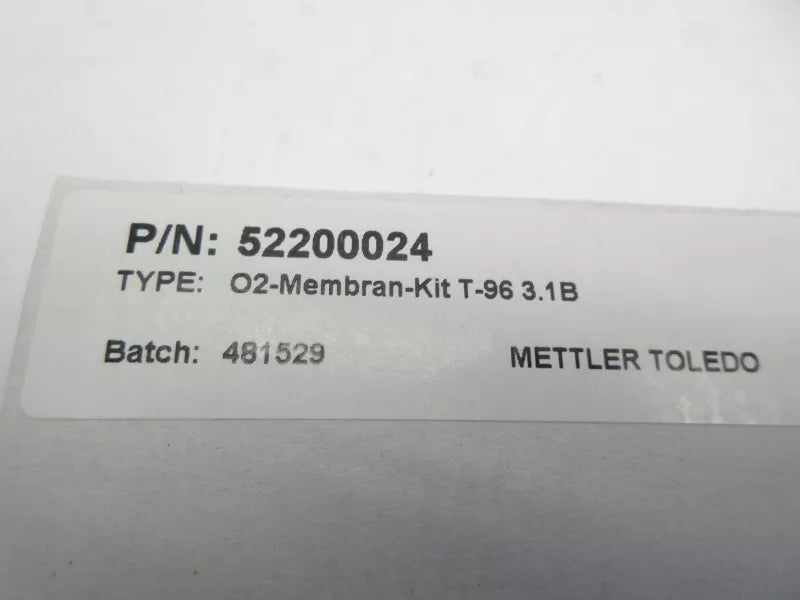 P/N: 52200024
TYPE: O2-Membran-Kit T-96 3.1B
Batch: 481529 METTLER TOLEDO